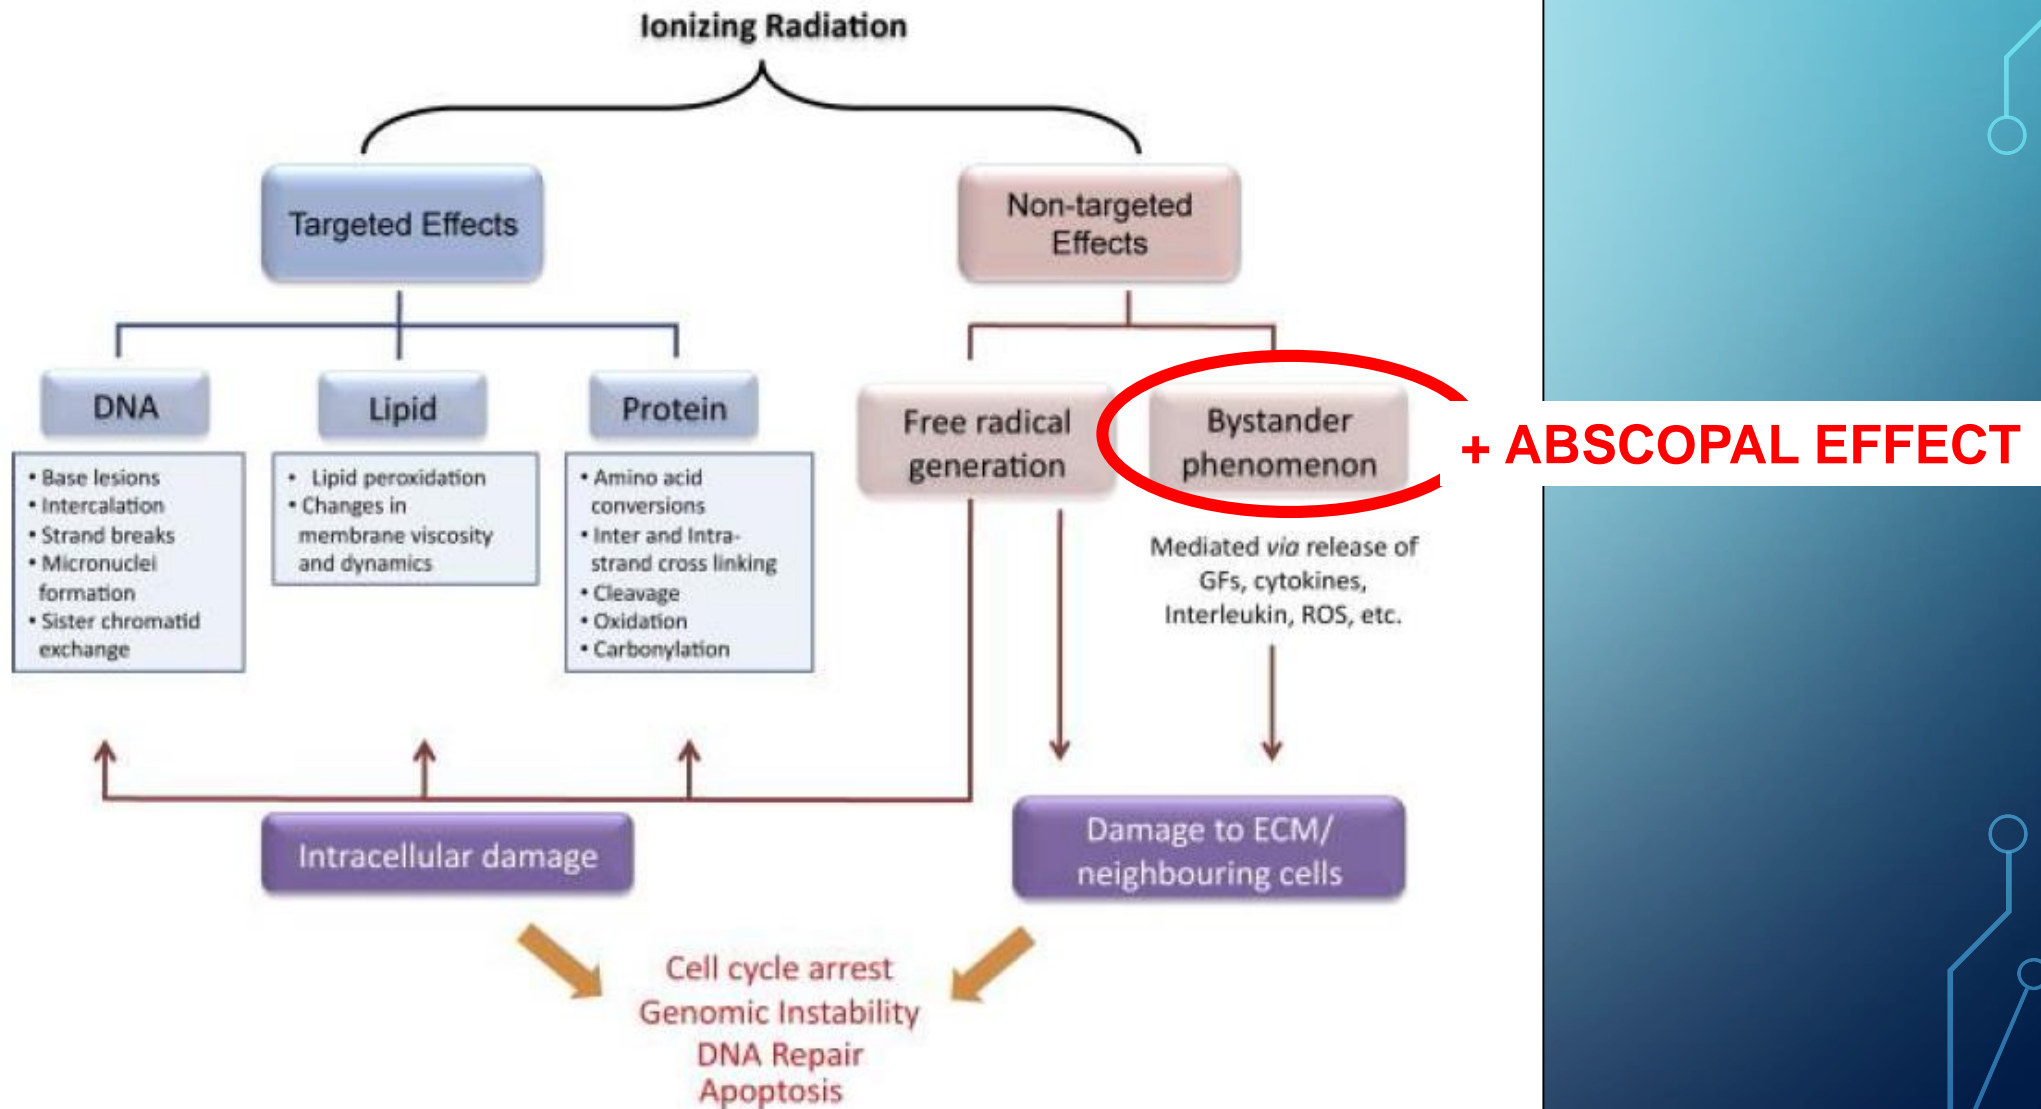 Ionizing Radiation
Targeted Effects
Non-targeted
Effects
DNA
• Base lesions
• Intercalation
• Strand breaks
• Micronuclei
formation
• Sister chromatid
exchange
Lipid
• Lipid peroxidation
• Changes in
membrane viscosity
and dynamics
Protein
• Amino acid
conversions
• Inter and Intra-
strand cross linking
• Cleavage
• Oxidation
• Carbonylation
Free radical
generation
Bystander
phenomenon
+ ABSCOPAL EFFECT
Mediated via release of
GFs, cytokines,
Interleukin, ROS, etc.
Intracellular damage
Damage to ECM/
neighbouring cells
Cell cycle arrest
Genomic Instability
DNA Repair
Apoptosis